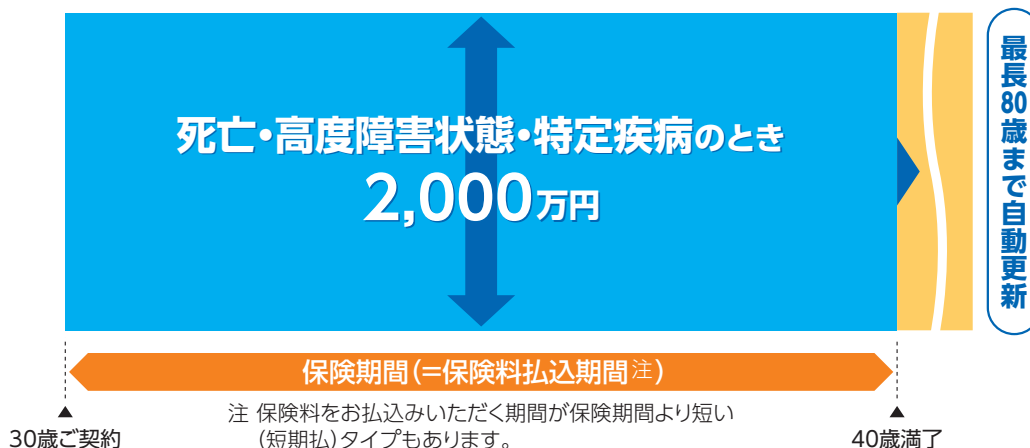 死亡・高度障害状態・特定疾病のとき
2,000万円
最長80歳まで自動更新
保険期間(=保険料払込期間注)
注 保険料をお払込みいただく期間が保険期間より短い
(短期払)タイプもあります。
30歳ご契約
40歳満了